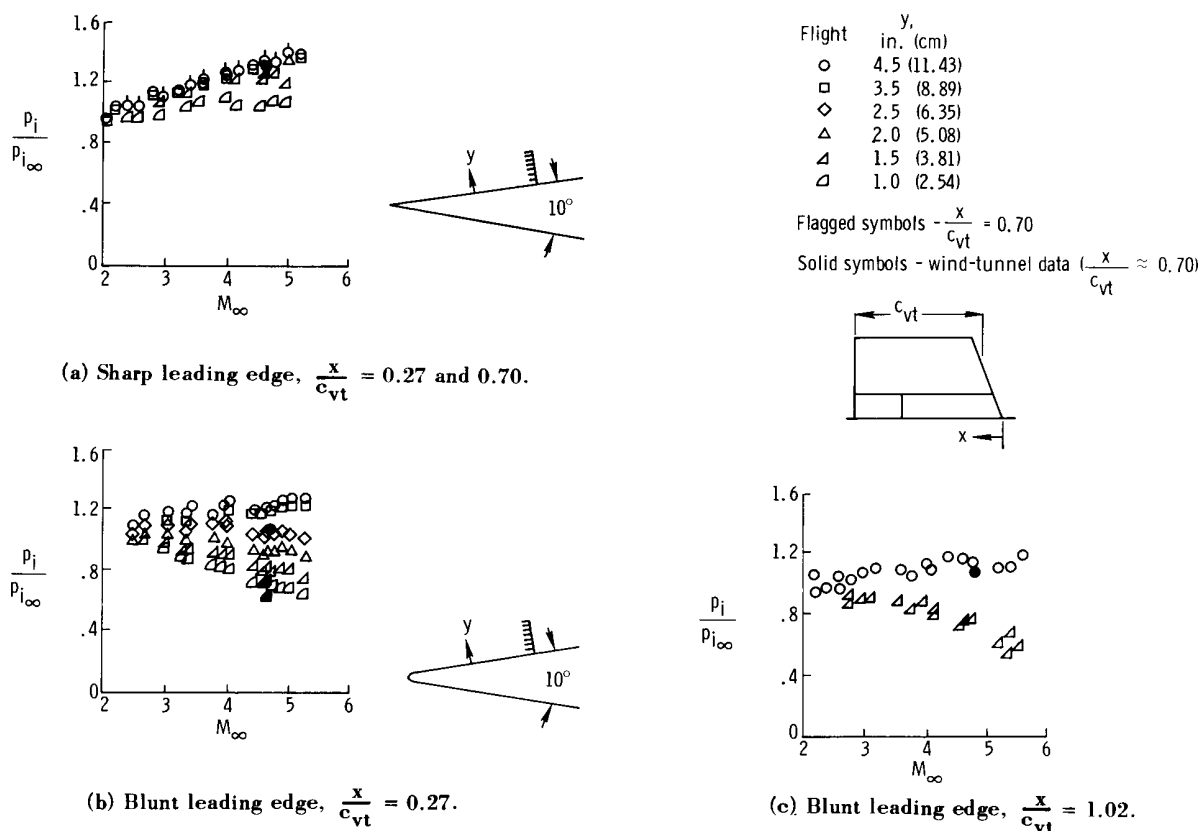 1.6
1.2
.8
.4
0
p_i
p_i∞
2 3 4 5 6
M∞
y
10°
(a) Sharp leading edge, x/c_vt = 0.27 and 0.70.
Flight y, in. (cm)
4.5 (11.43)
3.5 (8.89)
2.5 (6.35)
2.0 (5.08)
1.5 (3.81)
1.0 (2.54)
Flagged symbols - x/c_vt = 0.70
Solid symbols - wind-tunnel data (x/c_vt ≈ 0.70)
c_vt
x
1.6
1.2
.8
.4
0
p_i
p_i∞
2 3 4 5 6
M∞
y
10°
(b) Blunt leading edge, x/c_vt = 0.27.
1.6
1.2
.8
.4
0
p_i
p_i∞
2 3 4 5 6
M∞
(c) Blunt leading edge, x/c_vt = 1.02.